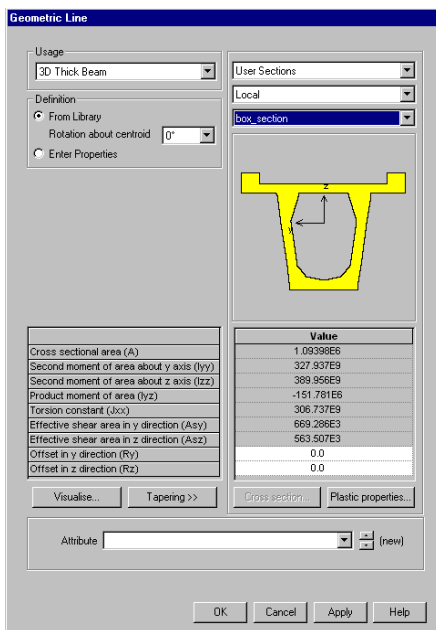 Geometric Line
Usage
3D Thick Beam
User Sections
Local
Definition
From Library
Rotation about centroid 0°
Enter Properties
box_section
z
y
Value
Cross sectional area (A) 1.09398E6
Second moment of area about y axis (Iyy) 327.937E9
Second moment of area about z axis (Izz) 389.956E9
Product moment of area (Iyz) -151.781E6
Torsion constant (Jxx) 306.737E9
Effective shear area in y direction (Asy) 669.286E3
Effective shear area in z direction (Asz) 563.507E3
Offset in y direction (Ry) 0.0
Offset in z direction (Rz) 0.0
Visualise... Tapering >> Cross section... Plastic properties...
Attribute (new)
OK Cancel Apply Help